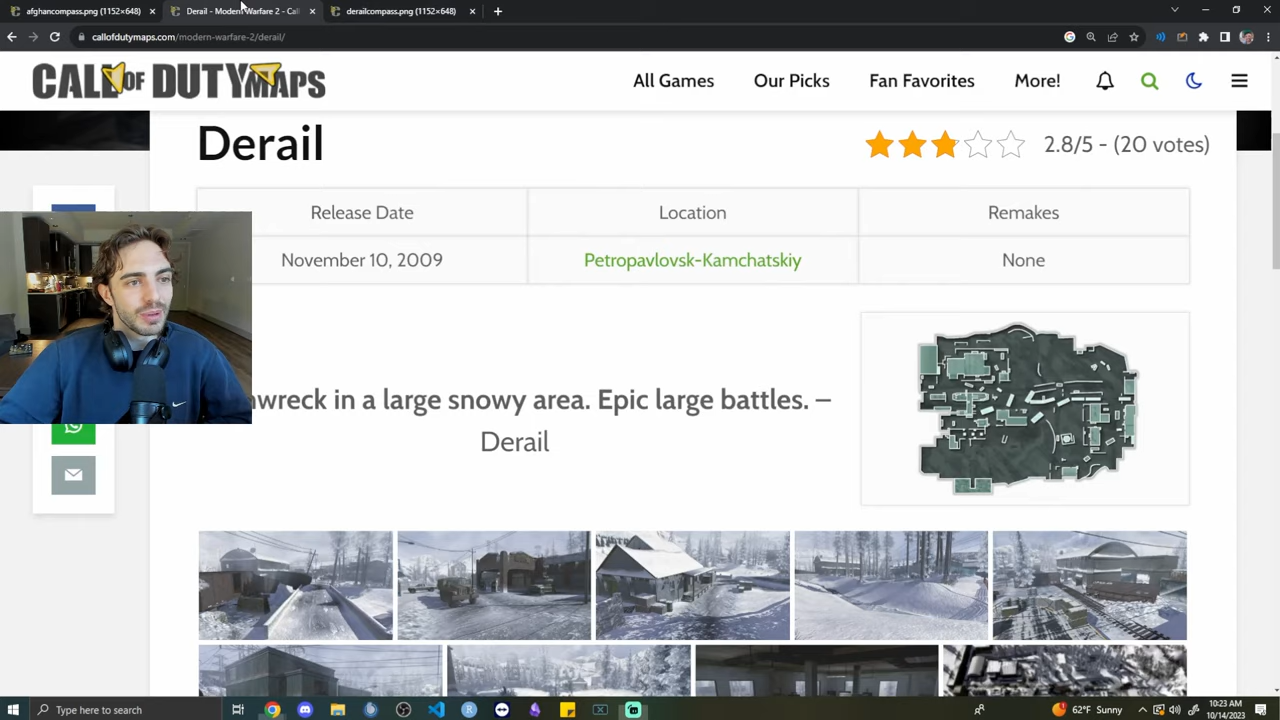 afghancompass.png (1152×648)
Derail - Modern Warfare 2 - Call
derailcompass.png (1152×648)
callofdutymaps.com/modern-warfare-2/derail/
CALL OF DUTY MAPS
All Games
Our Picks
Fan Favorites
More!
Derail
2.8/5 - (20 votes)
Release Date
Location
Remakes
November 10, 2009
Petropavlovsk-Kamchatskiy
None
nwreck in a large snowy area. Epic large battles. –
Derail
Type here to search
62°F Sunny
10:23 AM
10/14/2023